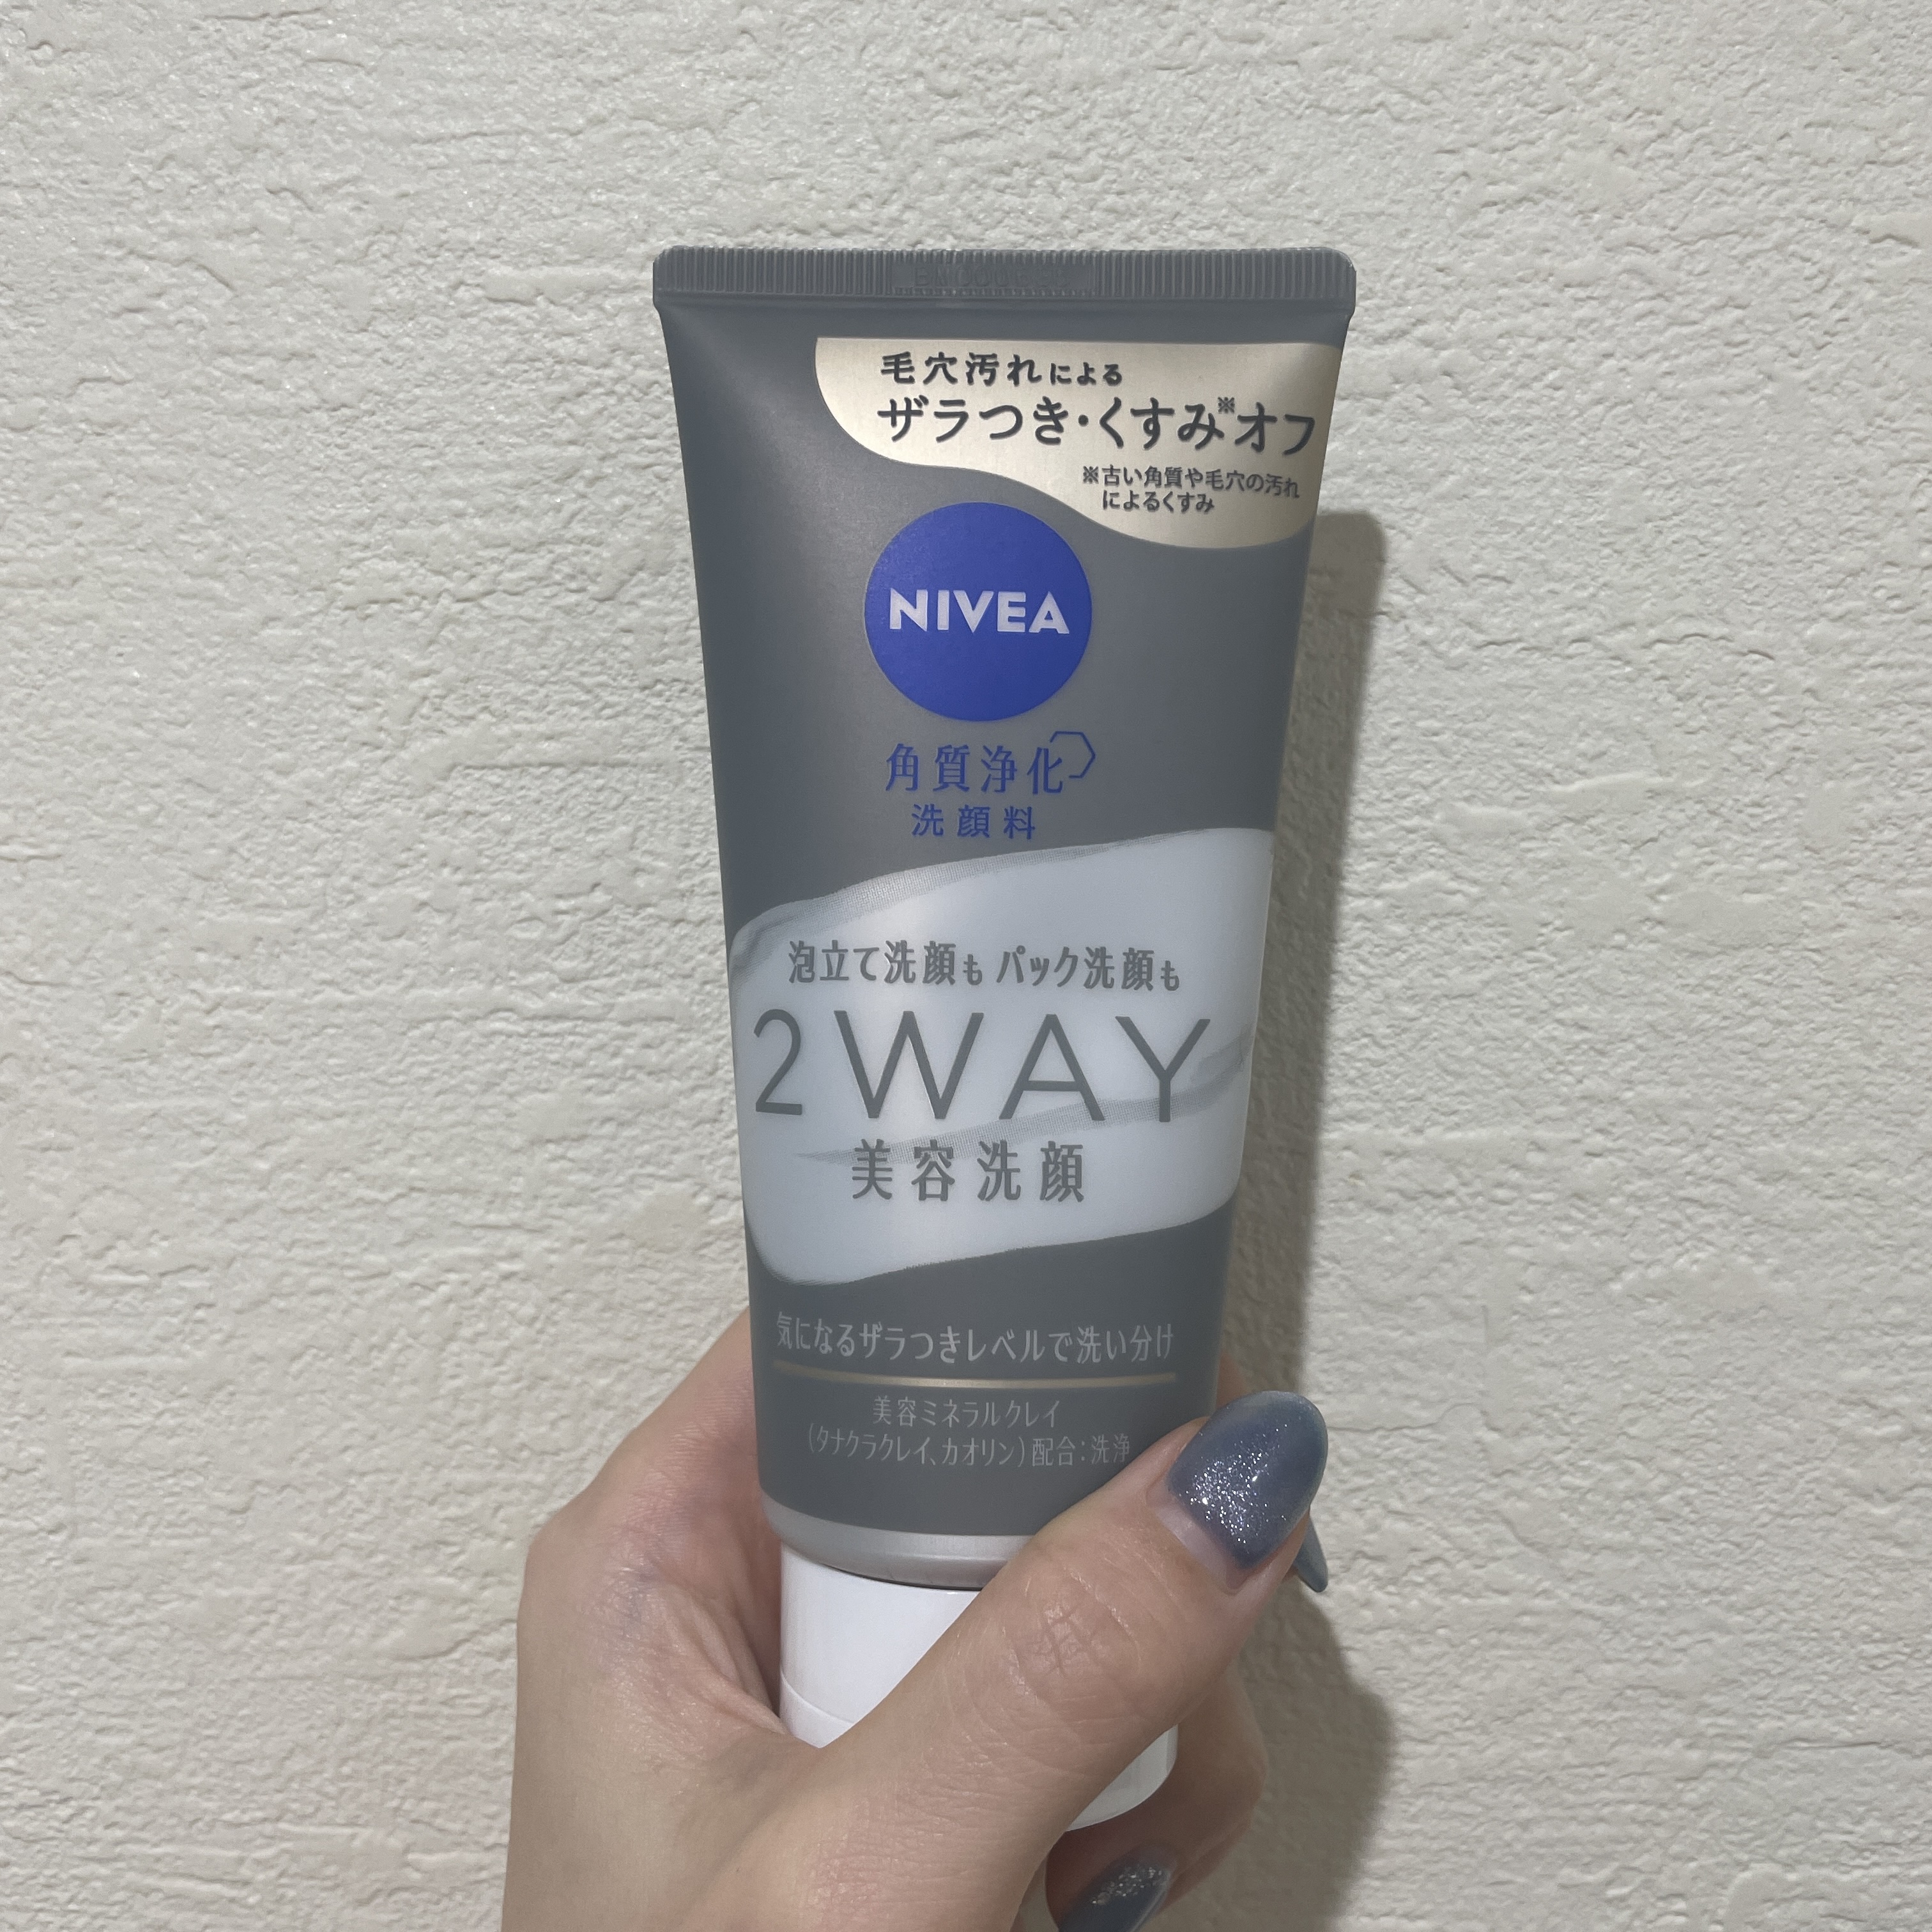 毛穴汚れによる
ザラつき・くすみ※オフ
※古い角質や毛穴の汚れ
によるくすみ
NIVEA
角質浄化
洗顔料
泡立て洗顔も パック洗顔も
2WAY
美容洗顔
気になるザラつきレベルで洗い分け
美容ミネラルクレイ
(タナクラクレイ、カオリン)配合:洗浄